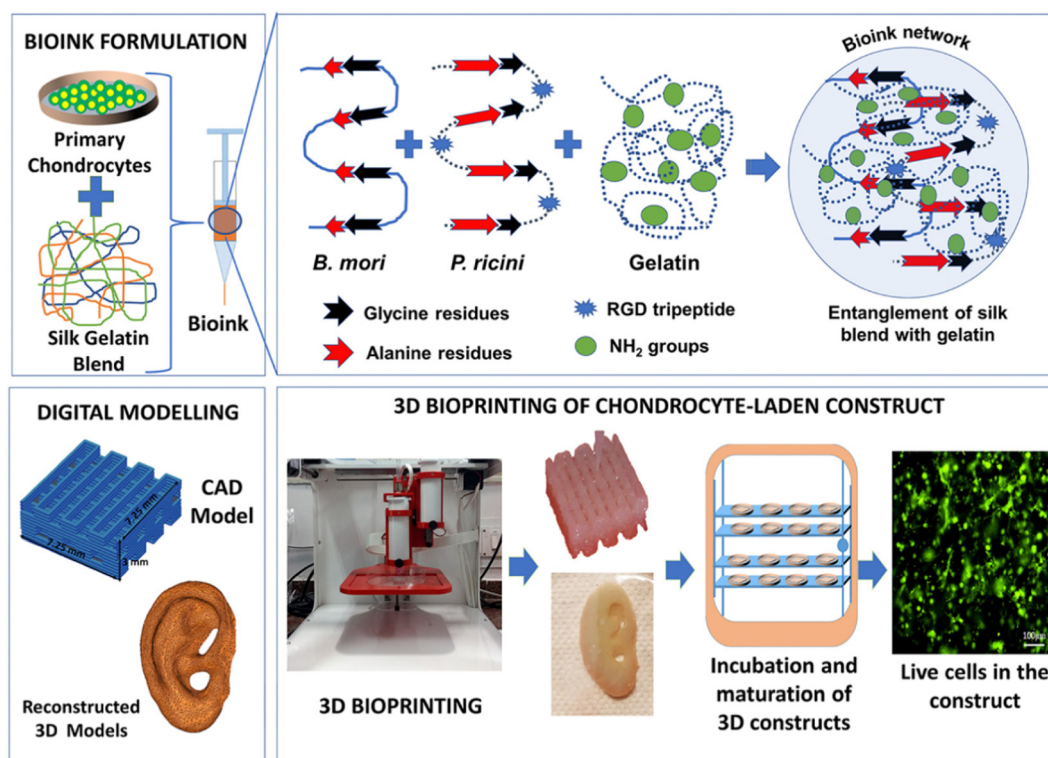 BIOINK FORMULATION
Primary
Chondrocytes
Silk Gelatin
Blend
Bioink
B. mori
P. ricini
Gelatin
Bioink network
Glycine residues
Alanine residues
RGD tripeptide
NH₂ groups
Entanglement of silk
blend with gelatin
DIGITAL MODELLING
CAD
Model
7.25 mm
7.25 mm
3 mm
Reconstructed
3D Models
3D BIOPRINTING OF CHONDROCYTE-LADEN CONSTRUCT
3D BIOPRINTING
Incubation and
maturation of
3D constructs
100µm
Live cells in the
construct